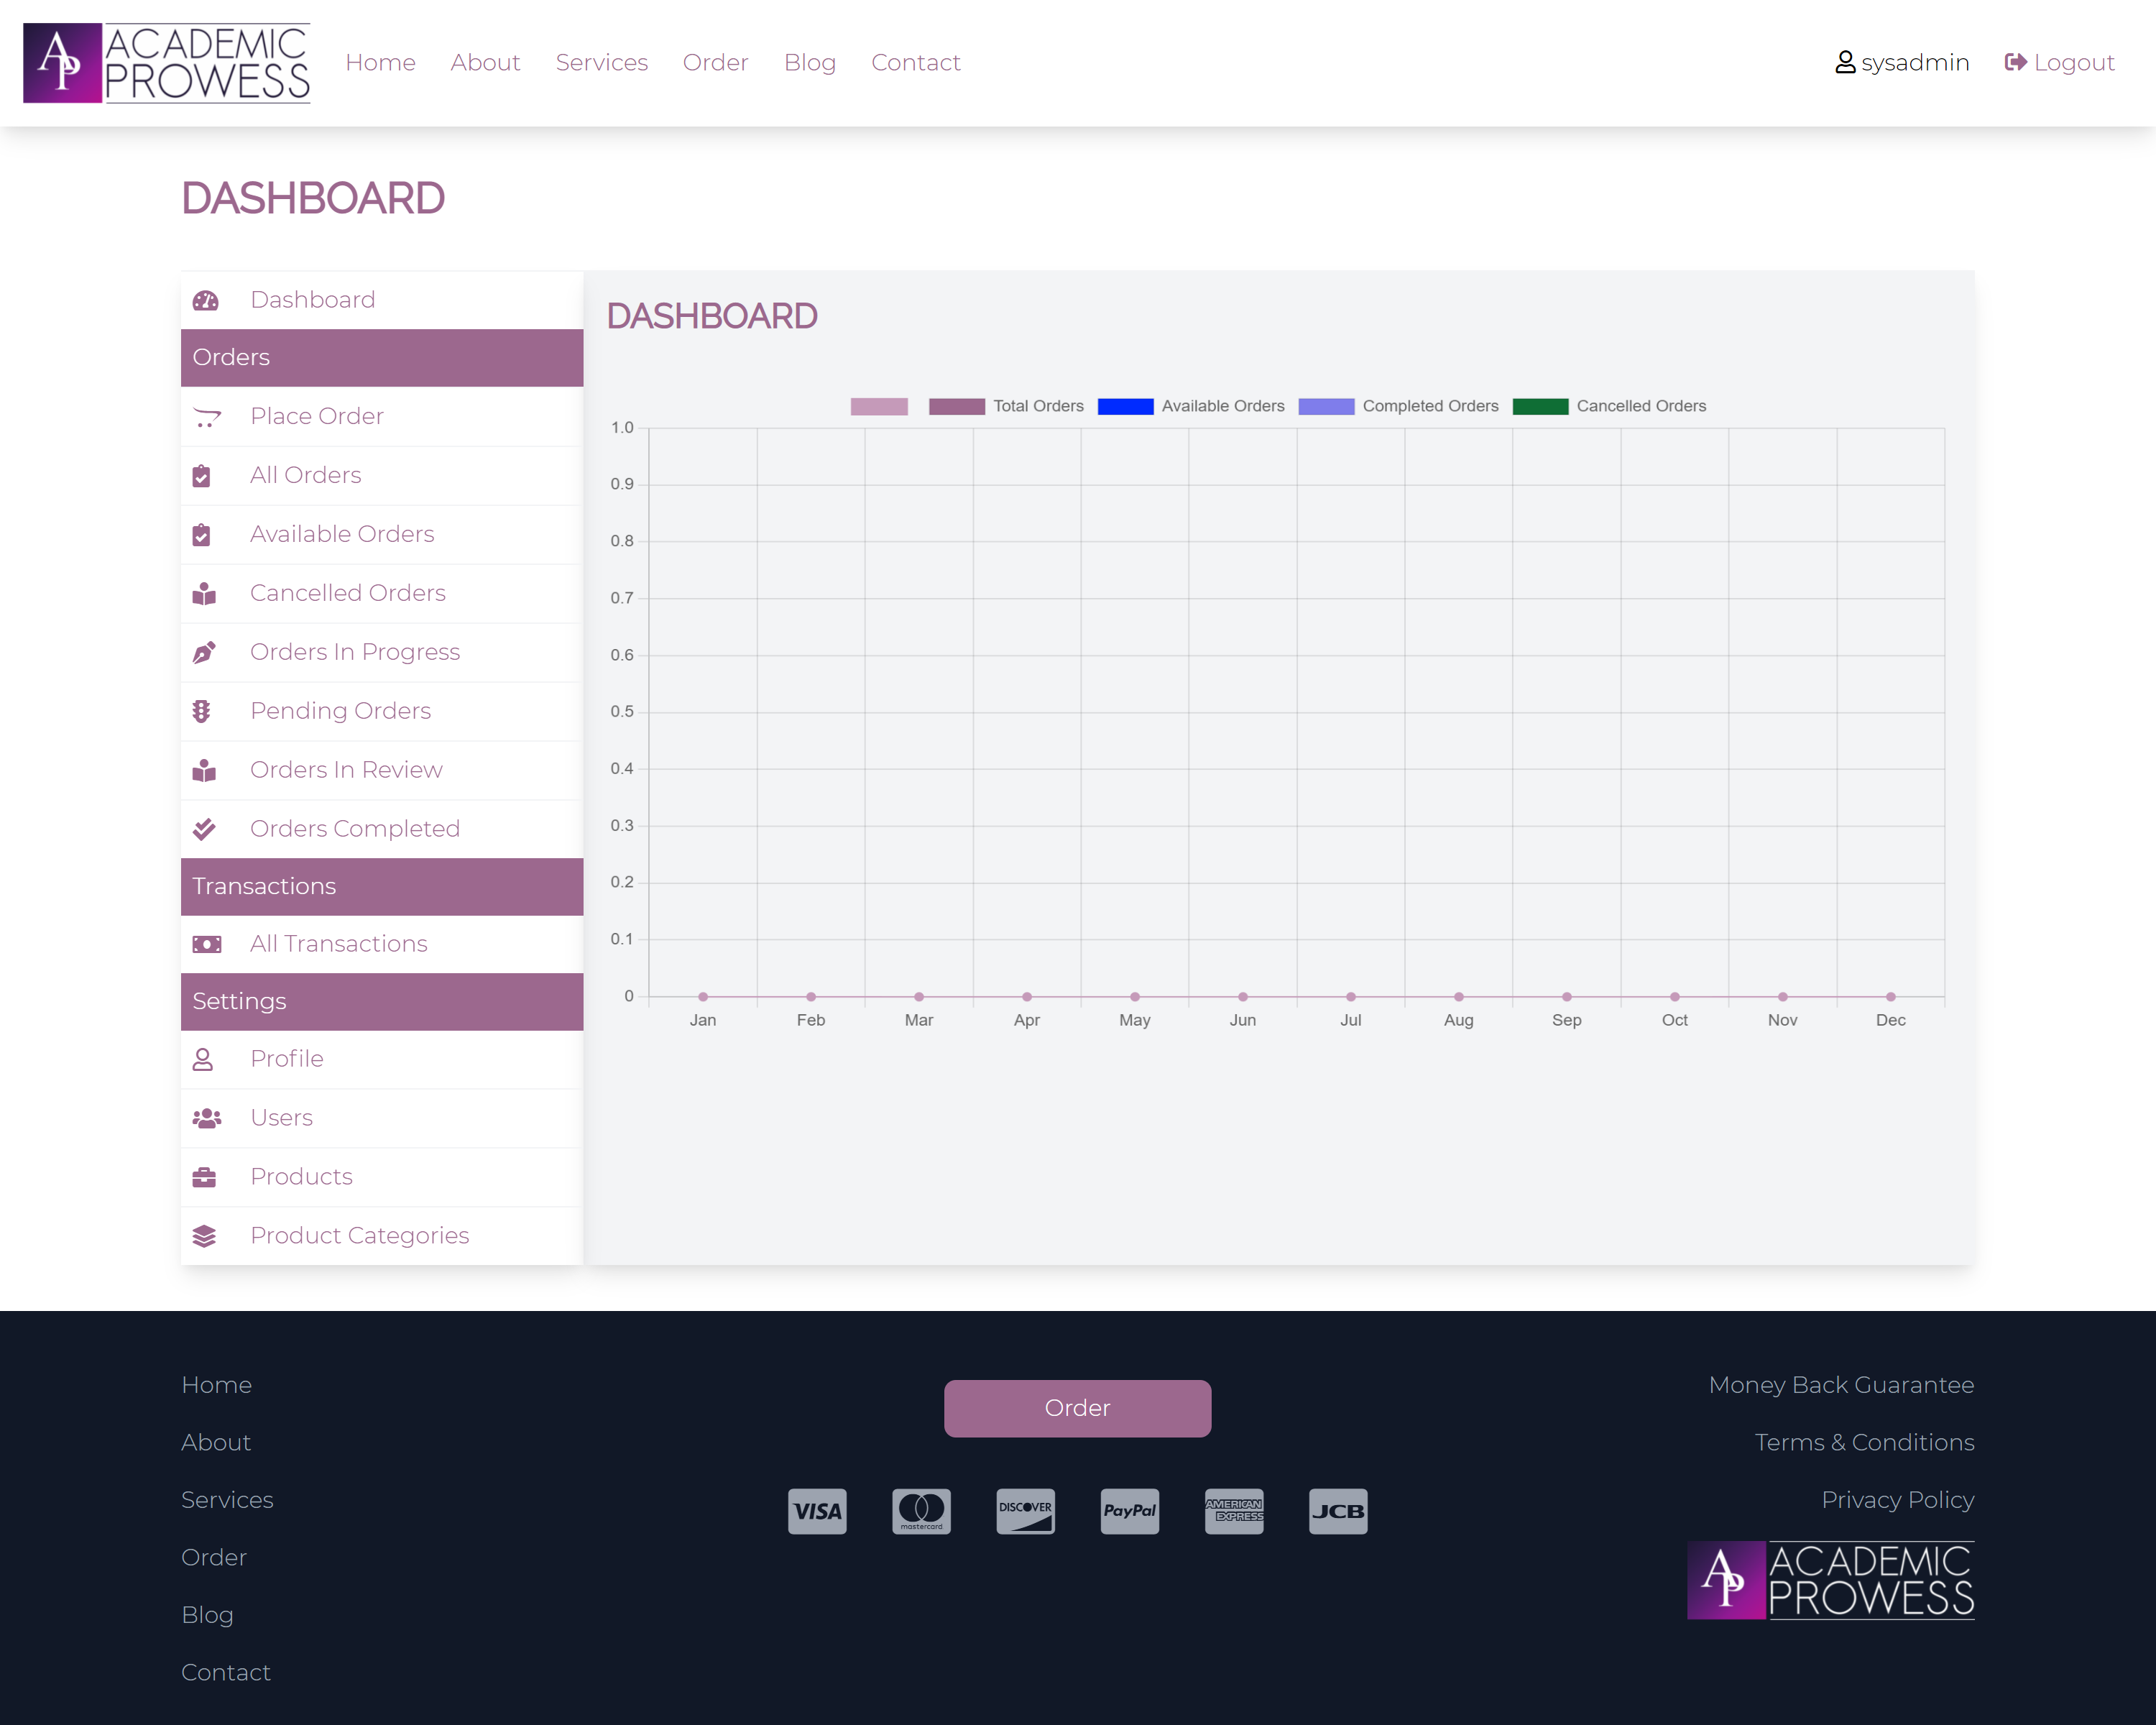 AP ACADEMIC PROWESS
Home About Services Order Blog Contact
sysadmin Logout
DASHBOARD
Dashboard
Orders
Place Order
All Orders
Available Orders
Cancelled Orders
Orders In Progress
Pending Orders
Orders In Review
Orders Completed
Transactions
All Transactions
Settings
Profile
Users
Products
Product Categories
DASHBOARD
Total Orders Available Orders Completed Orders Cancelled Orders
1.0
0.9
0.8
0.7
0.6
0.5
0.4
0.3
0.2
0.1
0
Jan Feb Mar Apr May Jun Jul Aug Sep Oct Nov Dec
Home
About
Services
Order
Blog
Contact
Order
VISA mastercard DISCOVER PayPal AMERICAN EXPRESS JCB
Money Back Guarantee
Terms & Conditions
Privacy Policy
AP ACADEMIC PROWESS